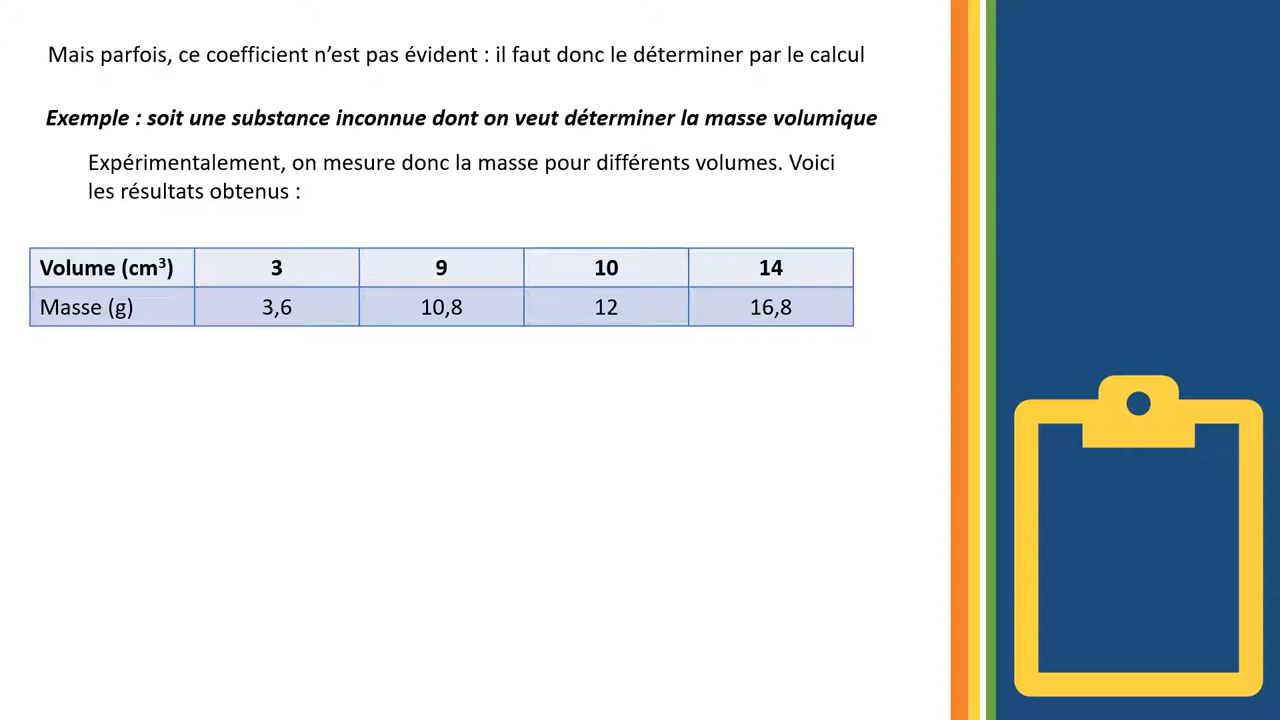 Mais parfois, ce coefficient n’est pas évident : il faut donc le déterminer par le calcul
Exemple : soit une substance inconnue dont on veut déterminer la masse volumique
Expérimentalement, on mesure donc la masse pour différents volumes. Voici
les résultats obtenus :
Volume (cm³) 3 9 10 14
Masse (g) 3,6 10,8 12 16,8